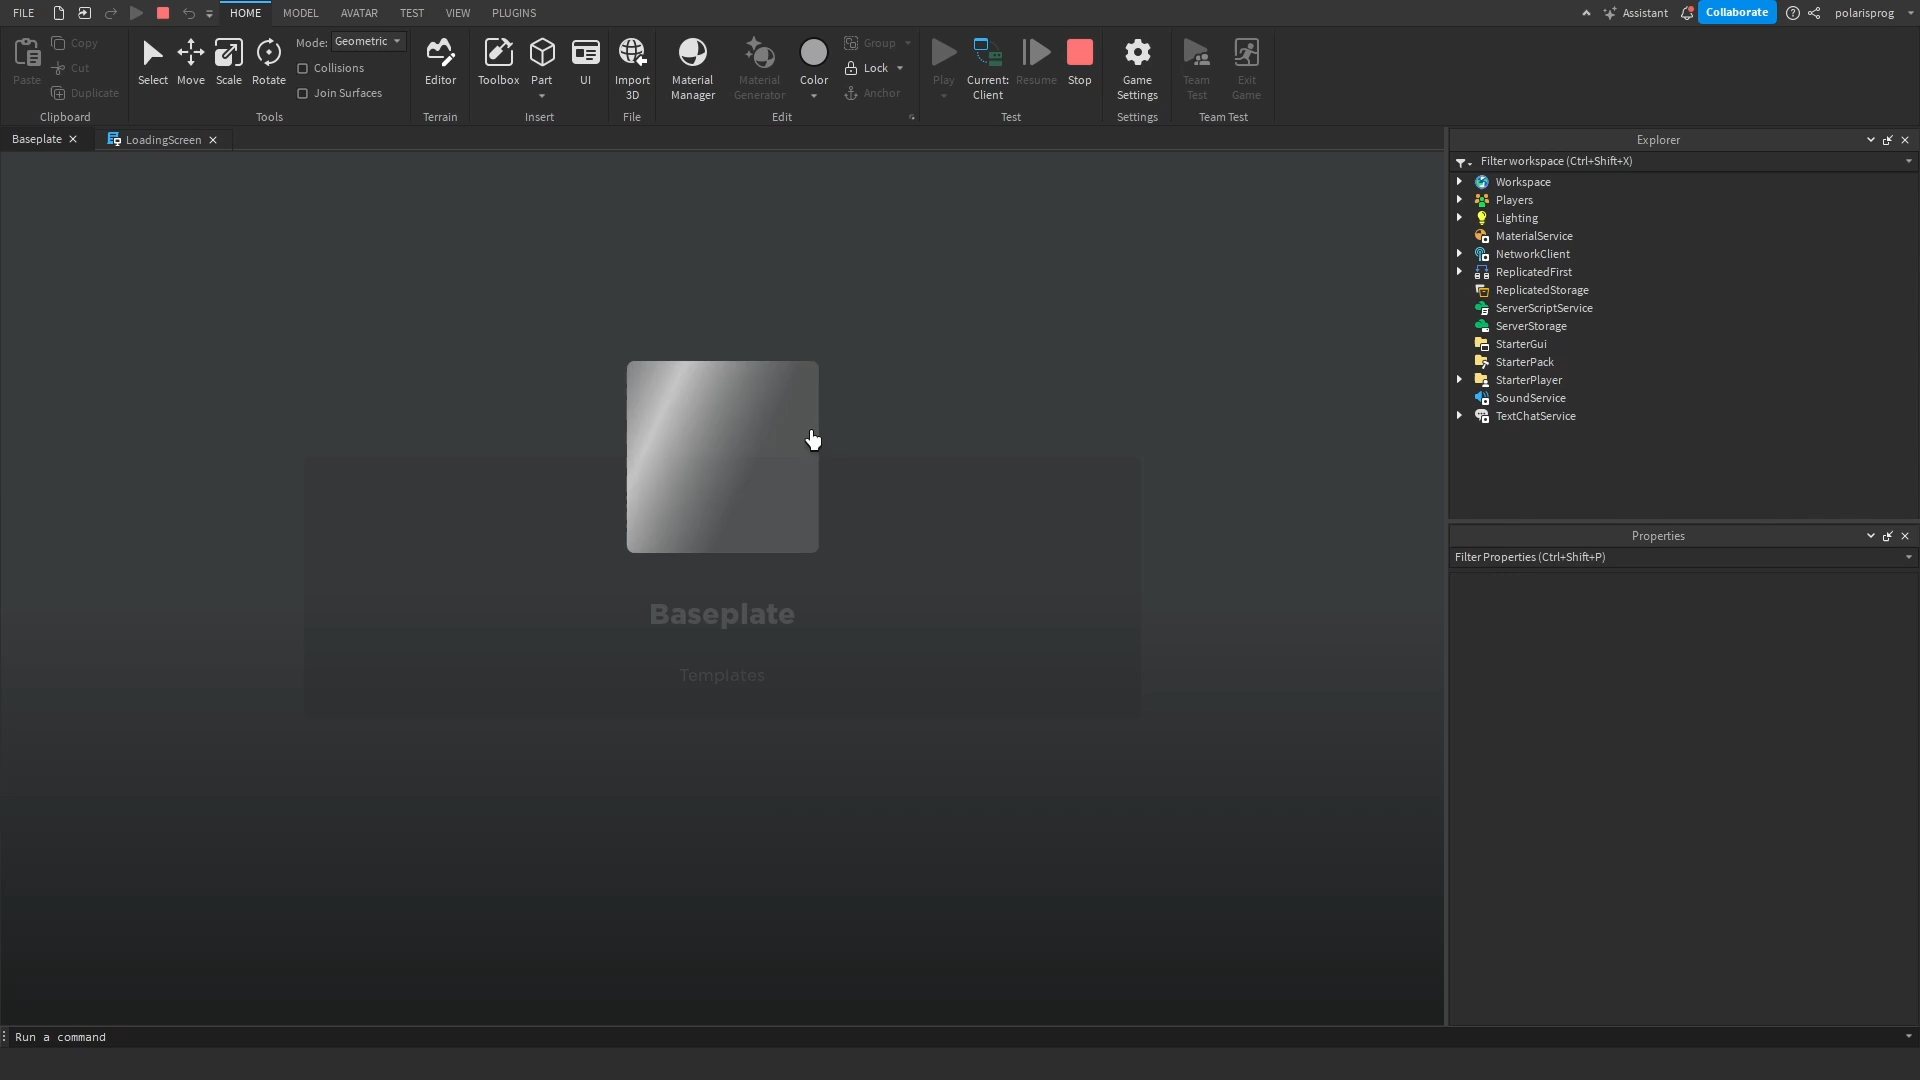 FILE
HOME
MODEL
AVATAR
TEST
VIEW
PLUGINS
Assistant
Collaborate
polarisprog
Paste
Copy
Cut
Duplicate
Clipboard
Select
Move
Scale
Rotate
Mode: Geometric
Collisions
Join Surfaces
Tools
Editor
Terrain
Toolbox
Part
UI
Insert
Import
3D
File
Material
Manager
Material
Generator
Color
Group
Lock
Anchor
Edit
Play
Current:
Client
Resume
Stop
Test
Game
Settings
Settings
Team
Test
Exit
Game
Team Test
Baseplate
LoadingScreen
Baseplate
Templates
Explorer
Filter workspace (Ctrl+Shift+X)
Workspace
Players
Lighting
MaterialService
NetworkClient
ReplicatedFirst
ReplicatedStorage
ServerScriptService
ServerStorage
StarterGui
StarterPack
StarterPlayer
SoundService
TextChatService
Properties
Filter Properties (Ctrl+Shift+P)
Run a command